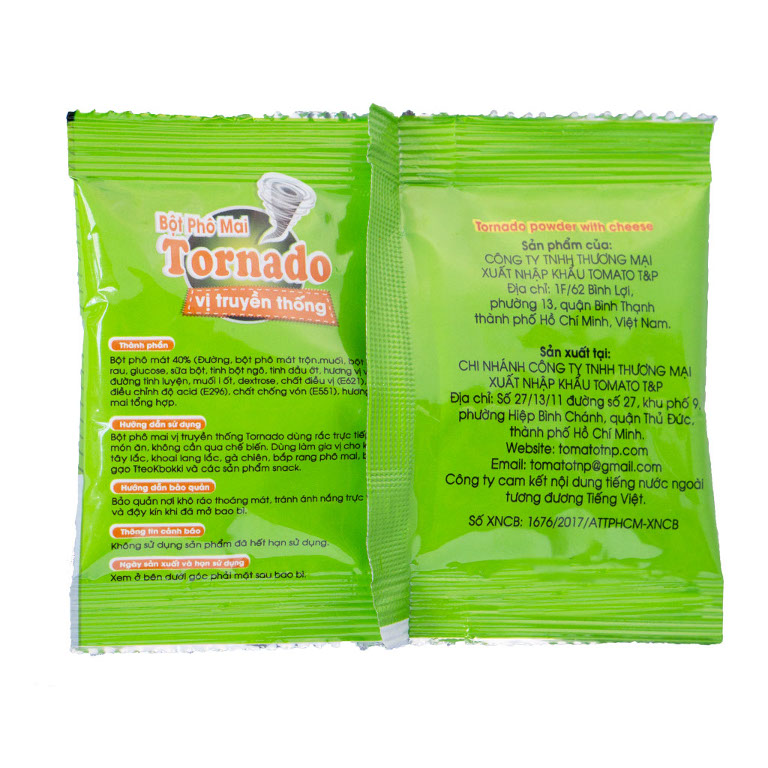 Bột Phô Mai
Tornado
vị truyền thống
Thành phần
Bột phô mát 40% (Đường, bột phô mát trộn,muối, bột
rau, glucose, sữa bột, tinh bột ngô, tinh dầu ớt, hương vị
đường tinh luyện, muối I ốt, dextrose, chất điều vị (E621),
điều chỉnh độ acid (E296), chất chống vón (E551), hương
mai tổng hợp.
Hướng dẫn sử dụng
Bột phô mai vị truyền thống Tornado dùng rắc trực tiếp
món ăn, không cần qua chế biến. Dùng làm gia vị cho
tây lắc, khoai lang lắc, gà chiên, bắp rang phô mai,
gạo TteoKbokki và các sản phẩm snack.
Hướng dẫn bảo quản
Bảo quản nơi khô ráo thoáng mát, tránh ánh nắng trực
và đậy kín khi đã mở bao bì.
Thông tin cảnh báo
Không sử dụng sản phẩm đã hết hạn sử dụng.
Ngày sản xuất và hạn sử dụng
Xem ở bên dưới góc phải mặt sau bao bì.
Tornado powder with cheese
Sản phẩm của:
CÔNG TY TNHH THƯƠNG MẠI
XUẤT NHẬP KHẨU TOMATO T&P
Địa chỉ: 1F/62 Bình Lợi,
phường 13, quận Bình Thạnh
thành phố Hồ Chí Minh, Việt Nam.
Sản xuất tại:
CHI NHÁNH CÔNG TY TNHH THƯƠNG MẠI
XUẤT NHẬP KHẨU TOMATO T&P
Địa chỉ: Số 27/13/11 đường số 27, khu phố 9,
phường Hiệp Bình Chánh, quận Thủ Đức,
thành phố Hồ Chí Minh.
Website: tomatotnp.com
Email: tomatotnp@gmail.com
Công ty cam kết nội dung tiếng nước ngoài
tương đương Tiếng Việt.
Số XNCB: 1676/2017/ATTPHCM-XNCB